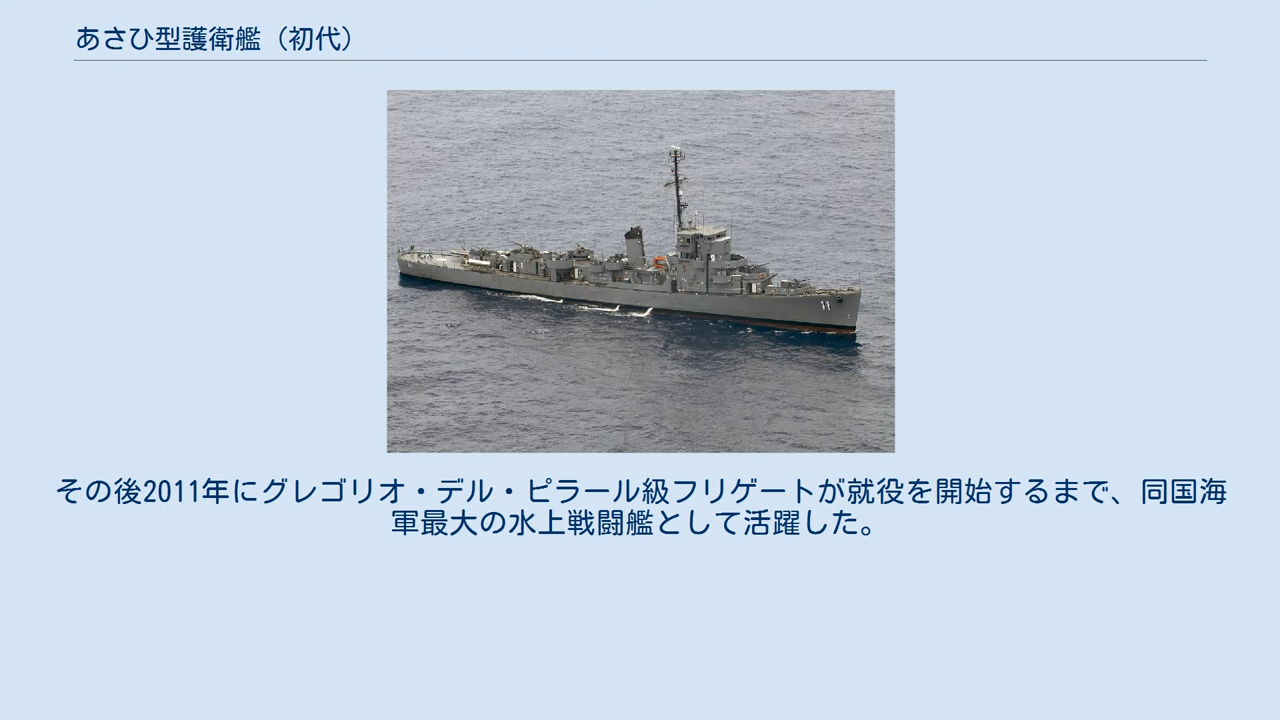 あさひ型護衛艦（初代）
11
その後2011年にグレゴリオ・デル・ピラール級フリゲートが就役を開始するまで、同国海
軍最大の水上戦闘艦として活躍した。